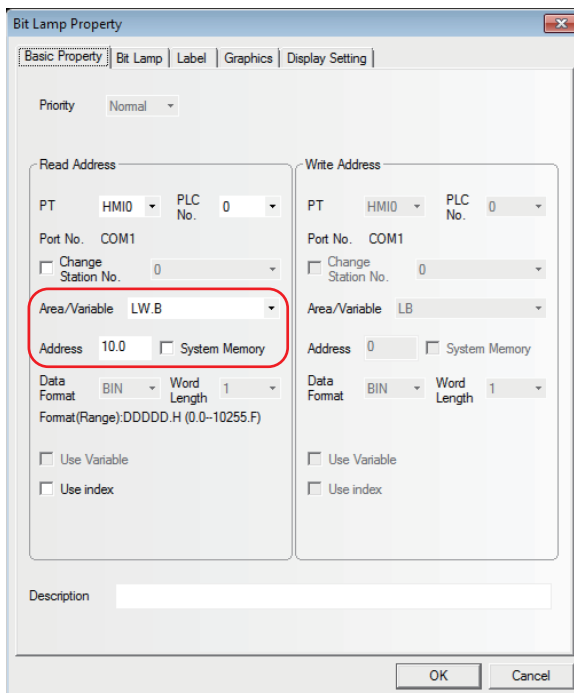 Bit Lamp Property
Basic Property Bit Lamp Label Graphics Display Setting
Priority Normal
Read Address
PT HMI0 PLC No. 0
Port No. COM1
Change Station No. 0
Area/Variable LW.B
Address 10.0 System Memory
Data Format BIN Word Length 1
Format(Range):DDDDD.H (0.0--10255.F)
Use Variable
Use index
Write Address
PT HMI0 PLC No. 0
Port No. COM1
Change Station No. 0
Area/Variable LB
Address 0 System Memory
Data Format BIN Word Length 1
Use Variable
Use index
Description
OK Cancel